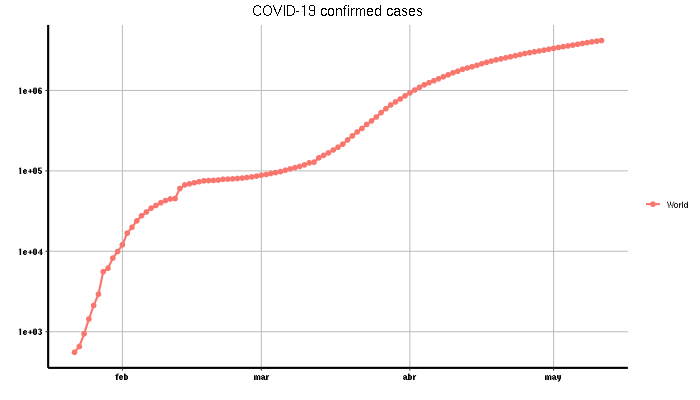 COVID-19 confirmed cases
1e+06
1e+05
1e+04
1e+03
feb mar abr may
World